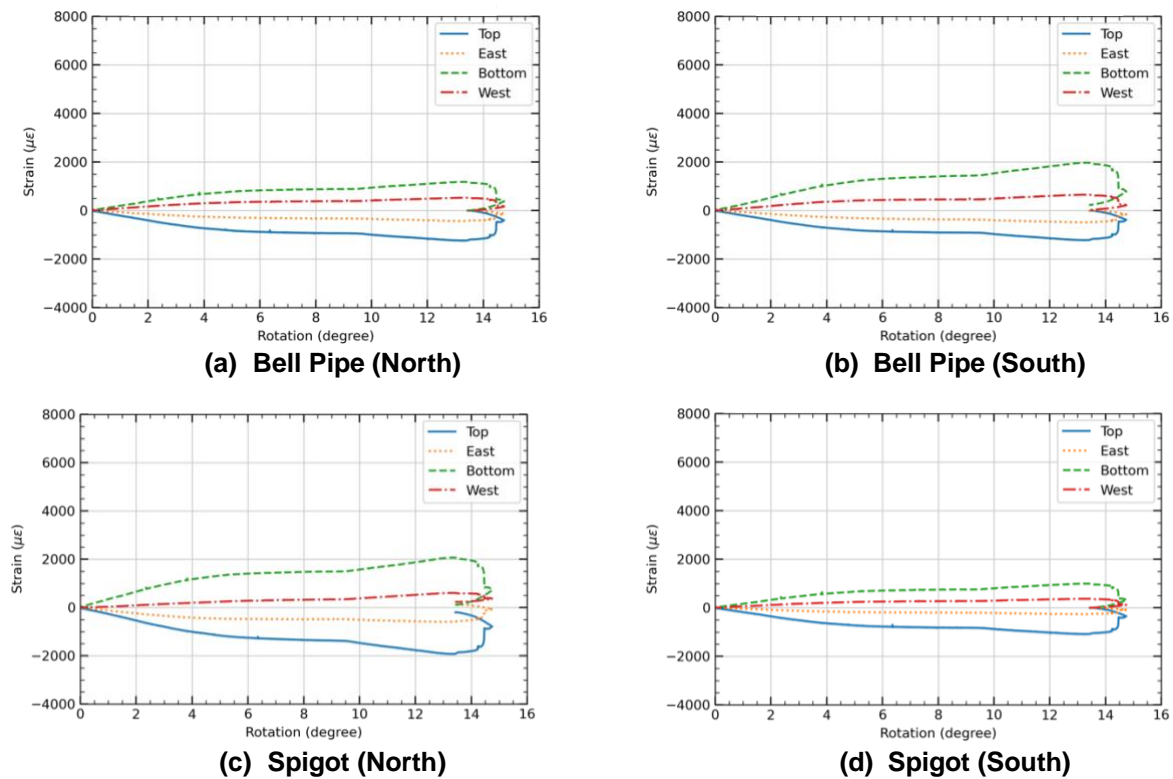 8000
6000
4000
2000
0
−2000
−4000
Strain (με)
0 2 4 6 8 10 12 14 16
Rotation (degree)
Top
East
Bottom
West
(a) Bell Pipe (North)
8000
6000
4000
2000
0
−2000
−4000
Strain (με)
0 2 4 6 8 10 12 14 16
Rotation (degree)
Top
East
Bottom
West
(b) Bell Pipe (South)
8000
6000
4000
2000
0
−2000
−4000
Strain (με)
0 2 4 6 8 10 12 14 16
Rotation (degree)
Top
East
Bottom
West
(c) Spigot (North)
8000
6000
4000
2000
0
−2000
−4000
Strain (με)
0 2 4 6 8 10 12 14 16
Rotation (degree)
Top
East
Bottom
West
(d) Spigot (South)